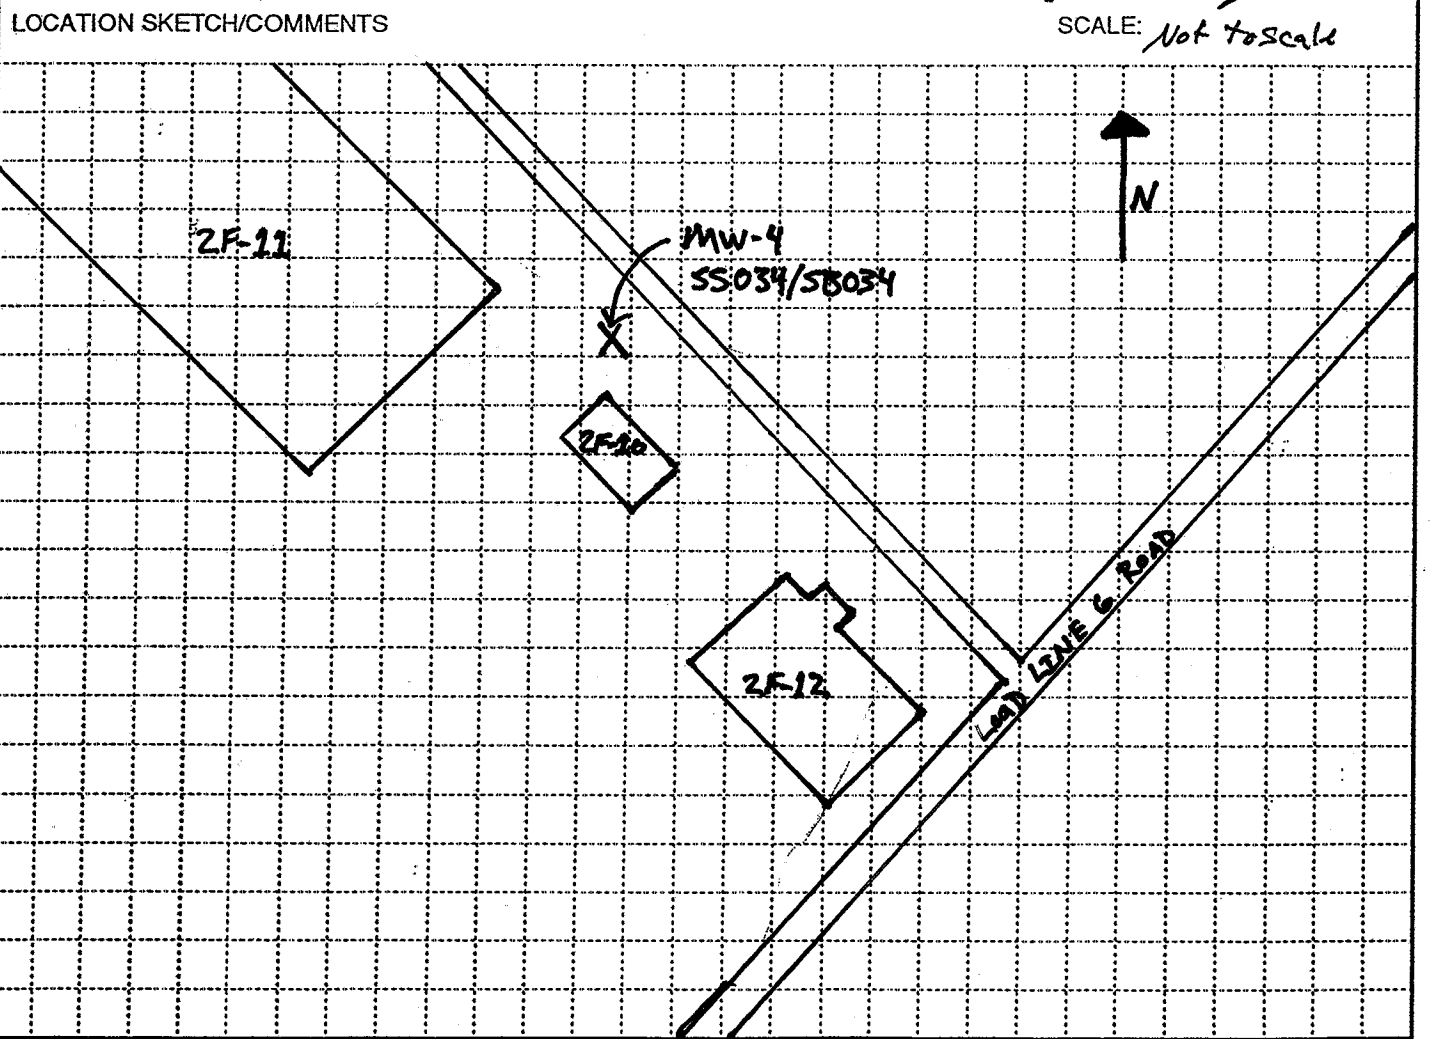 LOCATION SKETCH/COMMENTS
SCALE: Not to scale
N
2F-11
MW-4
SS034/SB034
2F-10
2F-12
LOAD LINE 6 ROAD